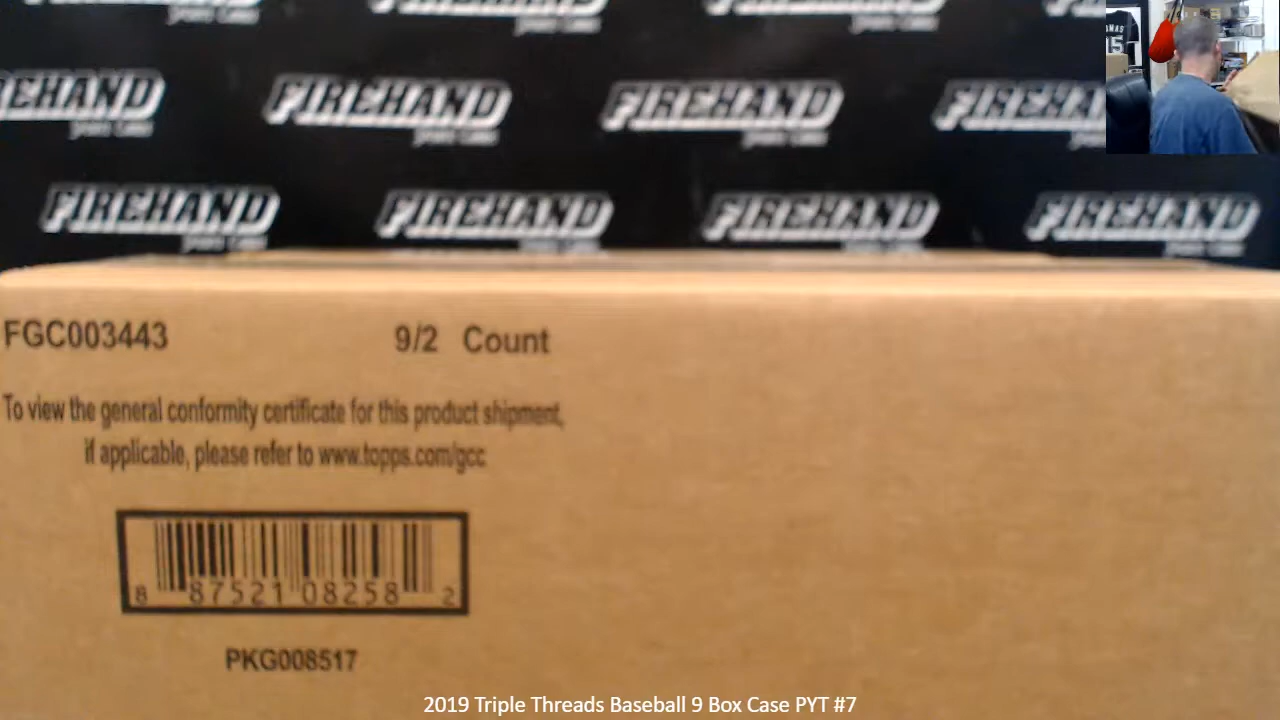 FIREHAND
FIREHAND
FIREHAND
FIREHAND
FIREHAND
FIREHAND
15
FGC003443 9/2 Count
To view the general conformity certificate for this product shipment,
if applicable, please refer to www.topps.com/gcc
8 87521 08258 2
PKG008517
2019 Triple Threads Baseball 9 Box Case PYT #7